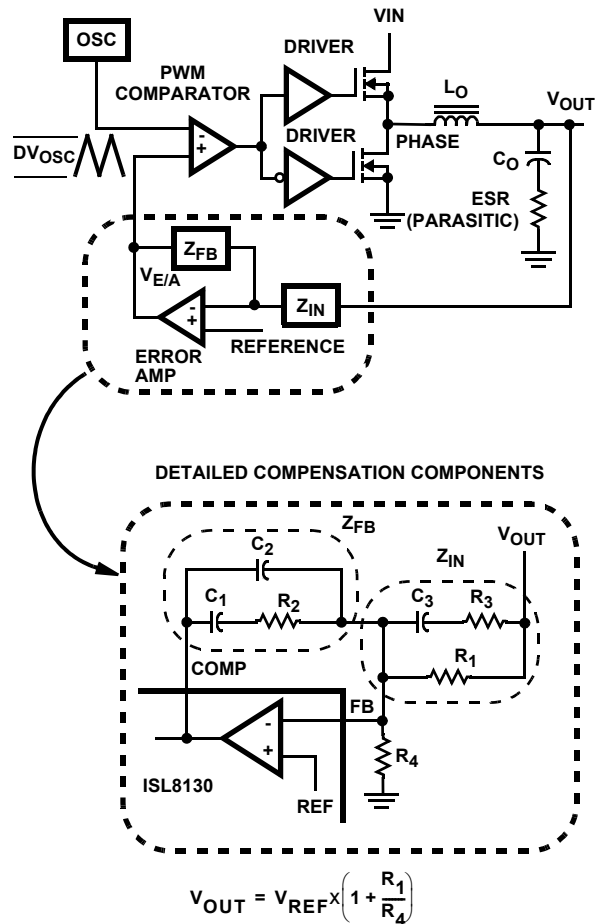 VIN
OSC
DRIVER
PWM
COMPARATOR
LO
VOUT
DRIVER
PHASE
DVOSC
CO
ESR
(PARASITIC)
ZFB
VE/A
ZIN
REFERENCE
ERROR
AMP
DETAILED COMPENSATION COMPONENTS
ZFB
VOUT
C2
ZIN
C1
R2
C3
R3
R1
COMP
FB
R4
ISL8130
REF
VOUT = VREF × (1 + R1/R4)